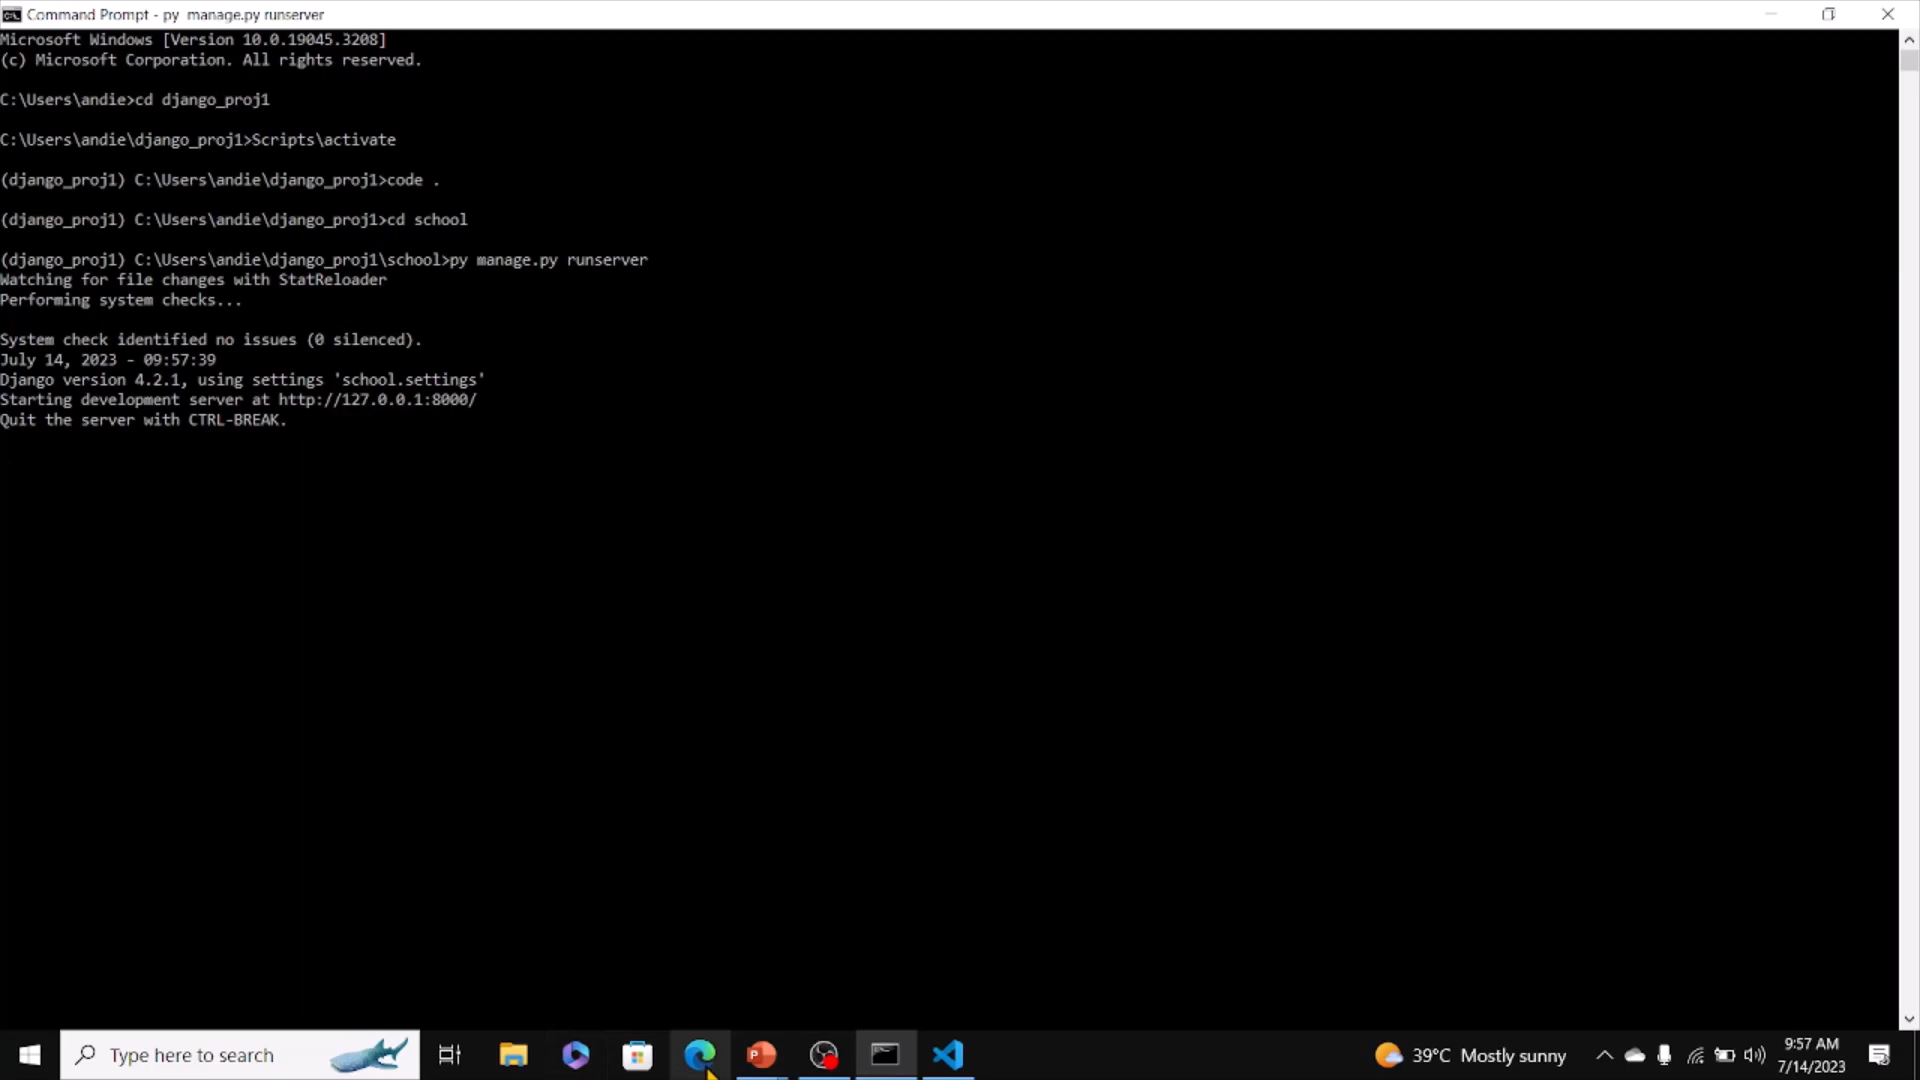 Command Prompt - py  manage.py runserver
Microsoft Windows [Version 10.0.19045.3208]
(c) Microsoft Corporation. All rights reserved.
C:\Users\andie>cd django_proj1
C:\Users\andie\django_proj1>Scripts\activate
(django_proj1) C:\Users\andie\django_proj1>code .
(django_proj1) C:\Users\andie\django_proj1>cd school
(django_proj1) C:\Users\andie\django_proj1\school>py manage.py runserver
Watching for file changes with StatReloader
Performing system checks...
System check identified no issues (0 silenced).
July 14, 2023 - 09:57:39
Django version 4.2.1, using settings 'school.settings'
Starting development server at http://127.0.0.1:8000/
Quit the server with CTRL-BREAK.
Type here to search
39°C Mostly sunny
9:57 AM
7/14/2023